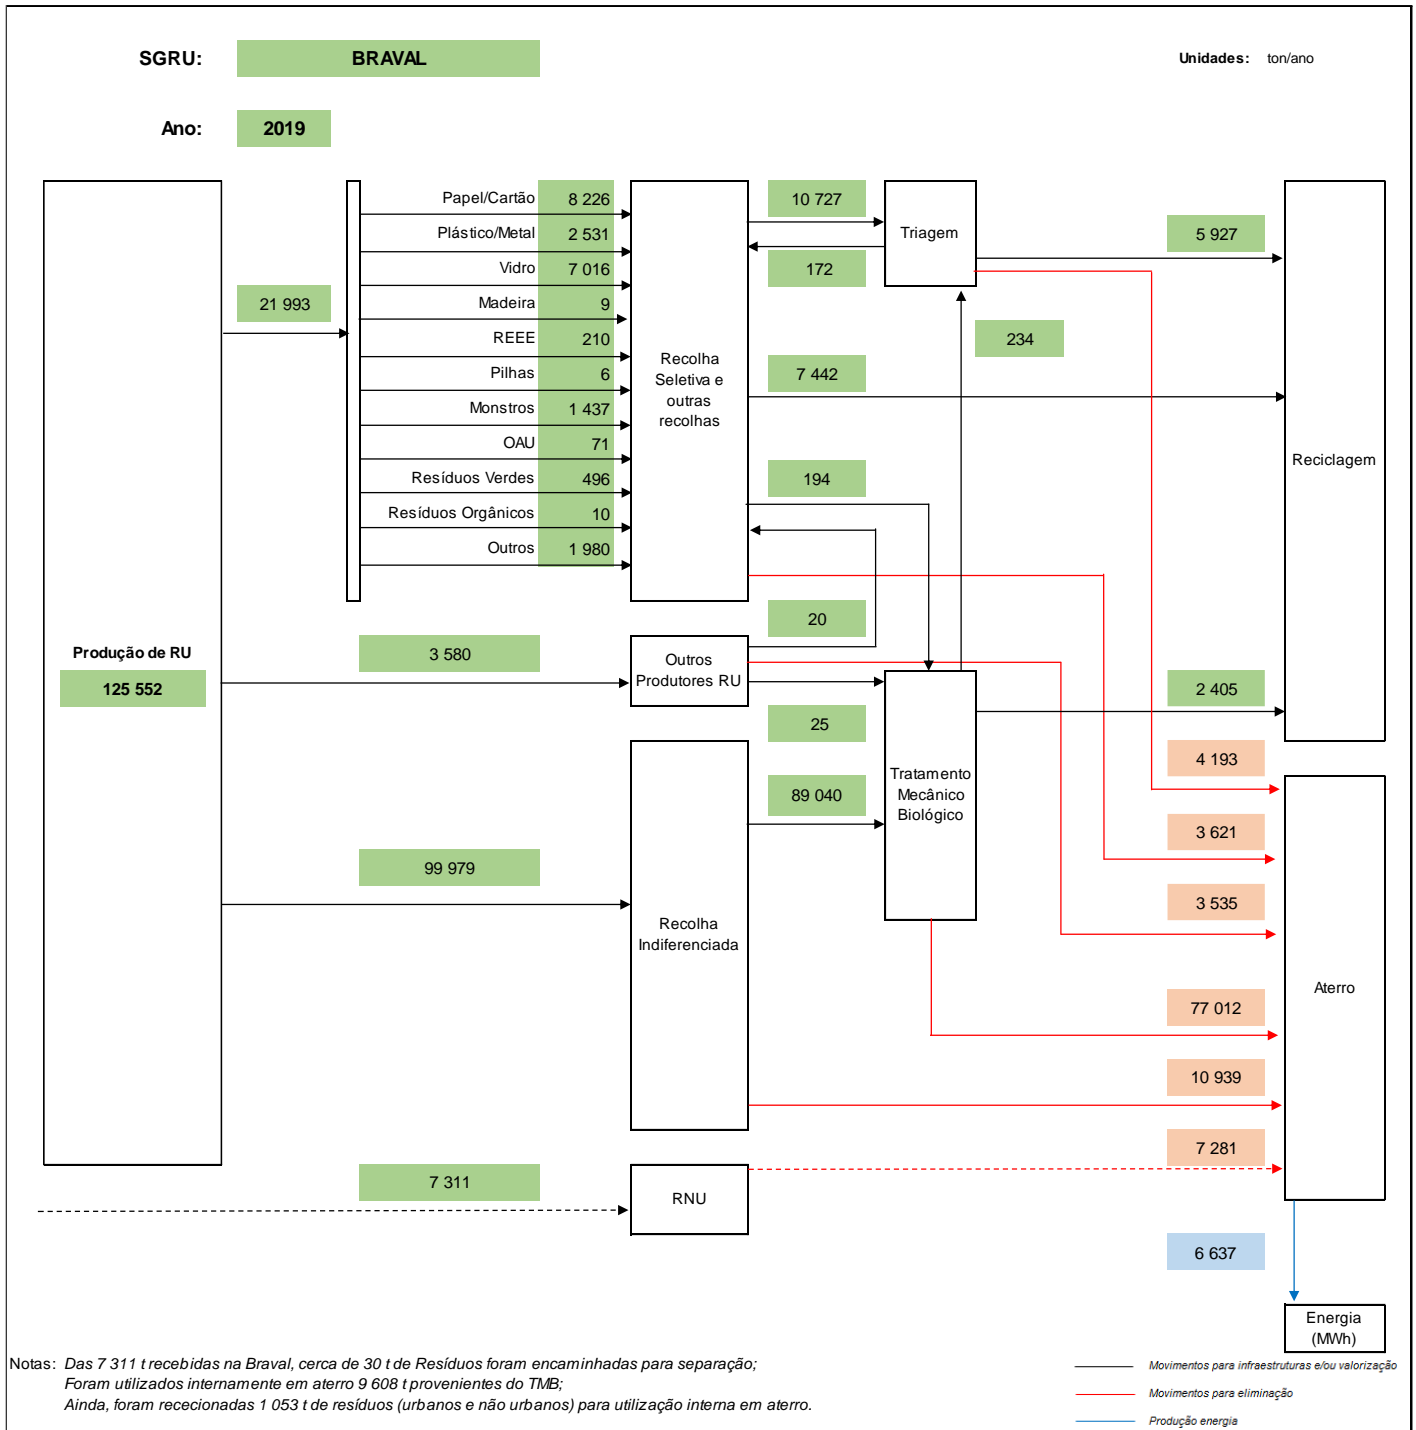 SGRU: BRAVAL Unidades: ton/ano
Ano: 2019
Papel/Cartão 8 226
10 727
Plástico/Metal 2 531
Triagem
5 927
Vidro 7 016
172
21 993
Madeira 9
REEE 210
234
Recolha
Seletiva e
outras
recolhas
Pilhas 6
7 442
Monstros 1 437
OAU 71
Reciclagem
Resíduos Verdes 496
194
Resíduos Orgânicos 10
Outros 1 980
20
Produção de RU
125 552
3 580
Outros
Produtores RU
2 405
25
4 193
Tratamento
Mecânico
Biológico
89 040
3 621
99 979
3 535
Recolha
Indiferenciada
Aterro
77 012
10 939
7 281
7 311
RNU
6 637
Energia
(MWh)
Notas: Das 7 311 t recebidas na Braval, cerca de 30 t de Resíduos foram encaminhadas para separação;
Foram utilizados internamente em aterro 9 608 t provenientes do TMB;
Ainda, foram rececionadas 1 053 t de resíduos (urbanos e não urbanos) para utilização interna em aterro.
Movimentos para infraestruturas e/ou valorização
Movimentos para eliminação
Produção energia